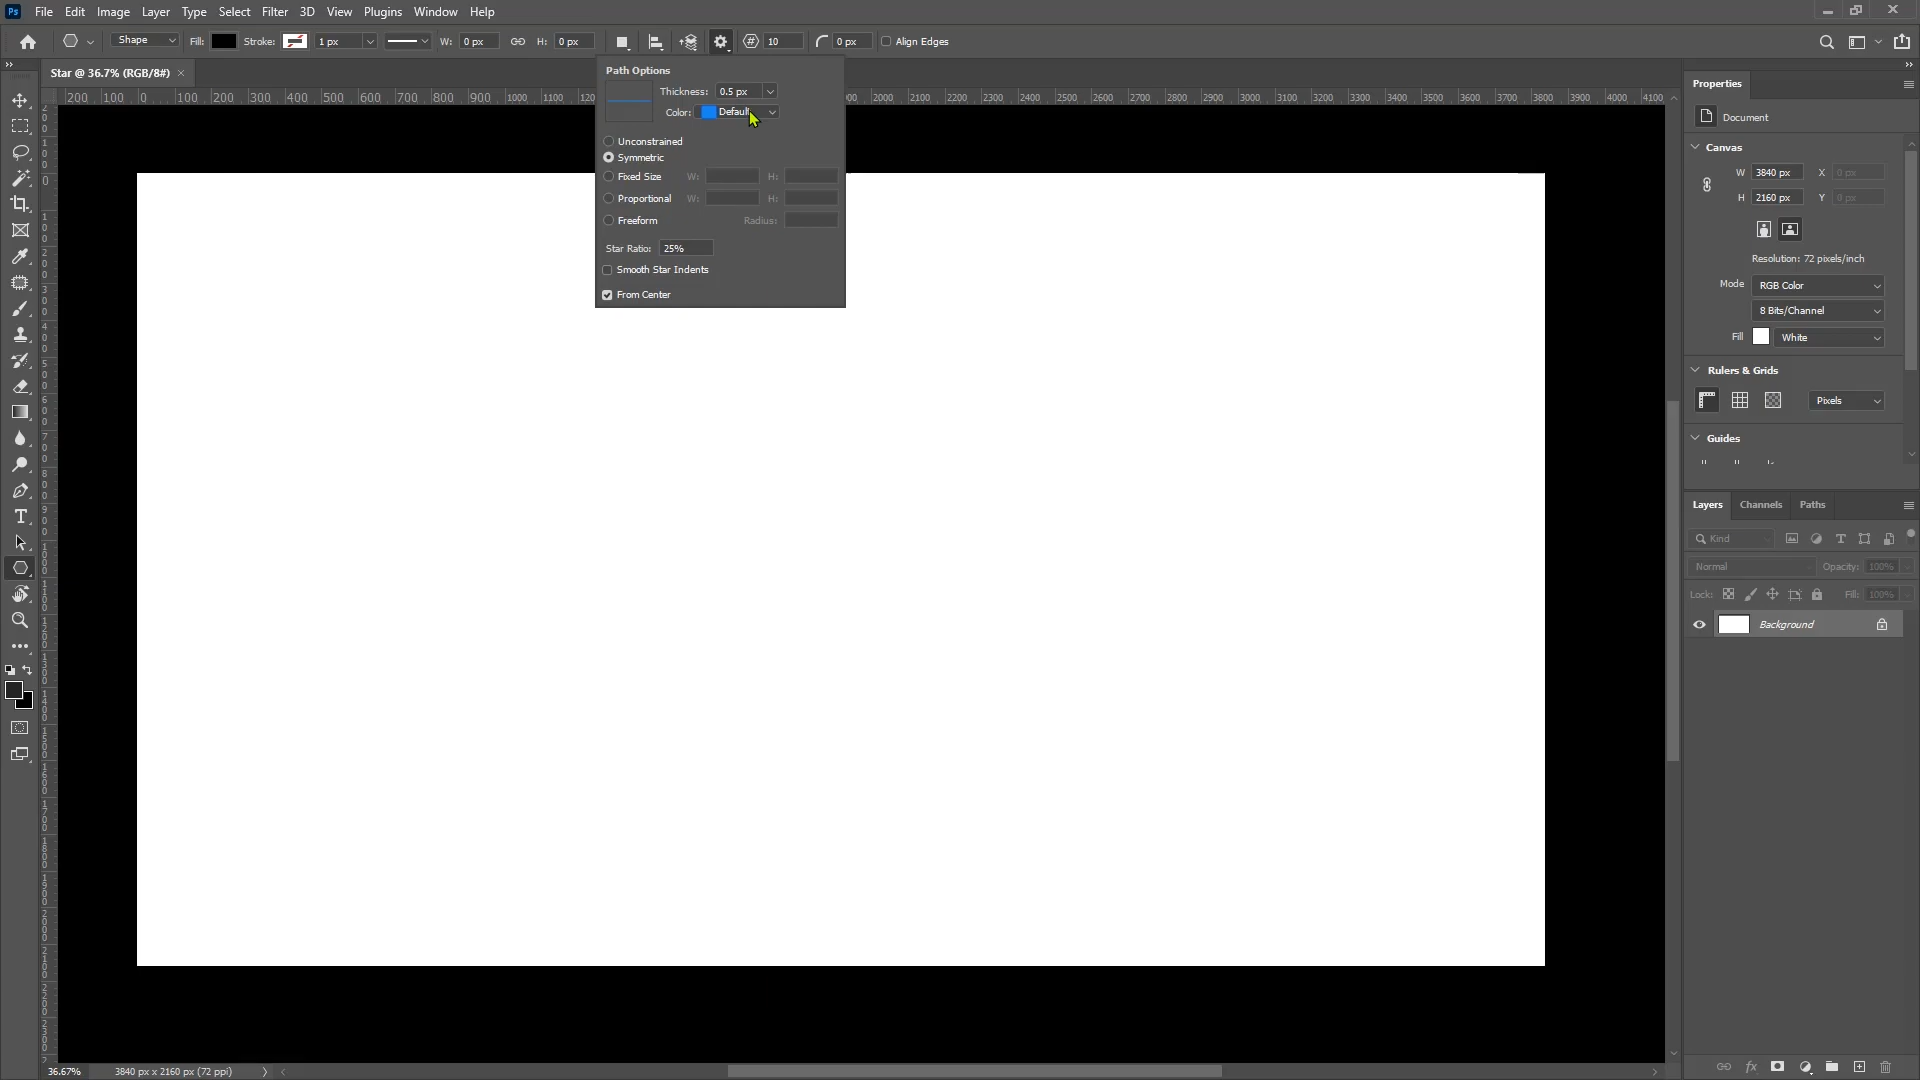 Ps File Edit Image Layer Type Select Filter 3D View Plugins Window Help
Shape Fill: Stroke: 1 px W: 0 px H: 0 px 10 0 px Align Edges
Star @ 36.7% (RGB/8#) ×
200 100 0 100 200 300 400 500 600 700 800 900 1000 1100 1200
2000 2100 2200 2300 2400 2500 2600 2700 2800 2900 3000 3100 3200 3300 3400 3500 3600 3700 3800 3900 4000 4100
Path Options
Thickness: 0.5 px
Color: Default
Unconstrained
Symmetric
Fixed Size W: H:
Proportional W: H:
Freeform Radius:
Star Ratio: 25%
Smooth Star Indents
From Center
Properties
Document
Canvas
W 3840 px X 0 px
H 2160 px Y 0 px
Resolution: 72 pixels/inch
Mode RGB Color
8 Bits/Channel
Fill White
Rulers & Grids
Pixels
Guides
Layers Channels Paths
Kind
Normal Opacity: 100%
Lock: Fill: 100%
Background
36.67% 3840 px x 2160 px (72 ppi)